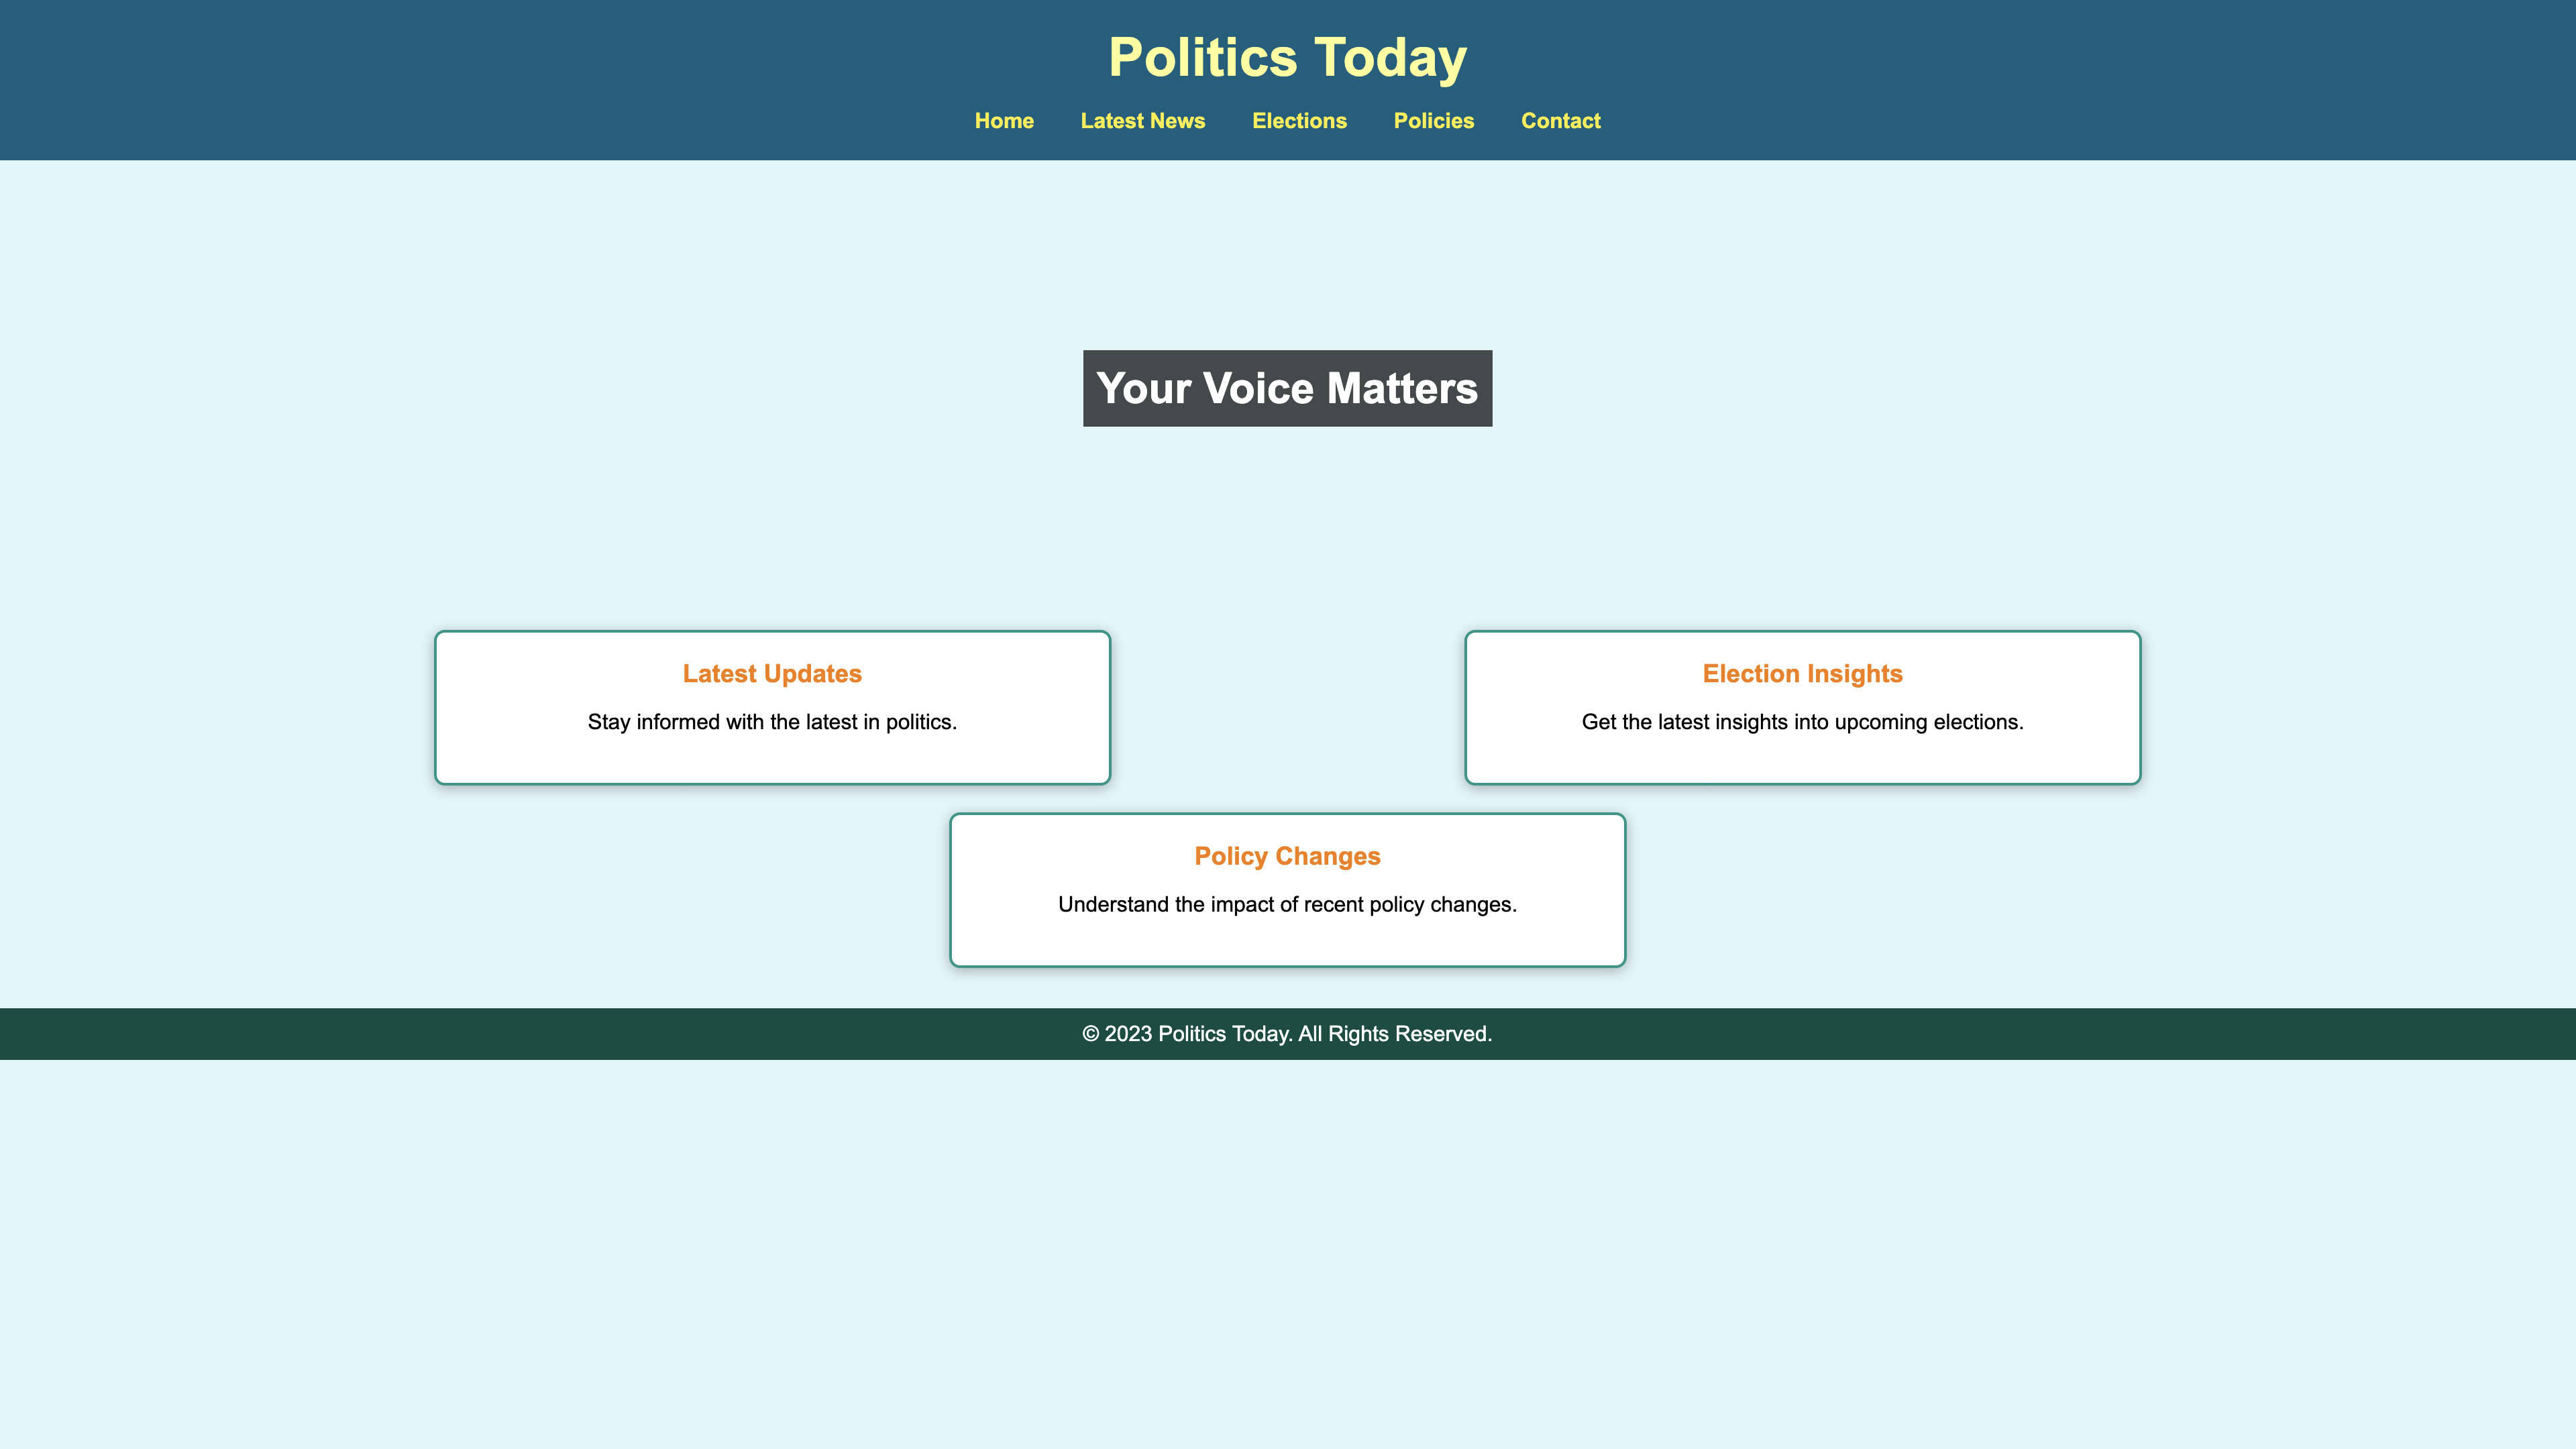 Politics Today
Home Latest News Elections Policies Contact
Your Voice Matters
Latest Updates
Stay informed with the latest in politics.
Election Insights
Get the latest insights into upcoming elections.
Policy Changes
Understand the impact of recent policy changes.
© 2023 Politics Today. All Rights Reserved.